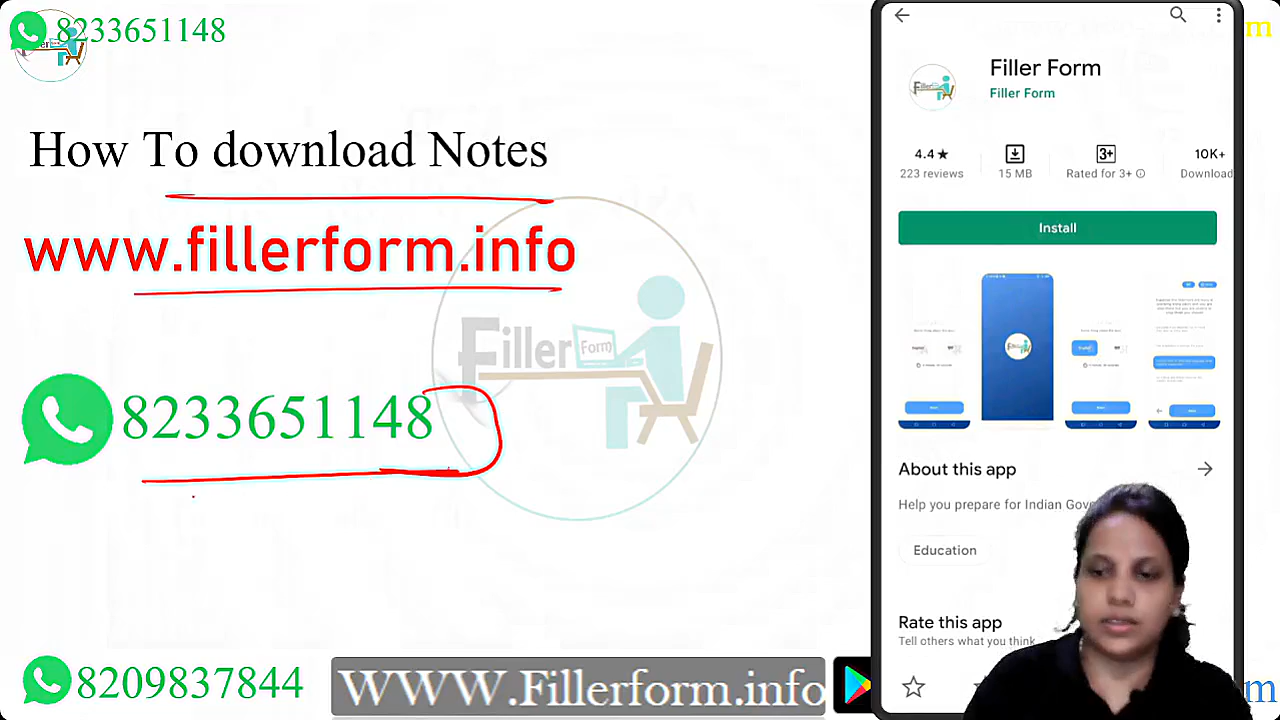 8233651148
How To download Notes
www.fillerform.info
Filler Form
8233651148
8209837844
WWW.Fillerform.info
Filler Form
Filler Form
4.4★
223 reviews
15 MB
3+
Rated for 3+
10K+
Download
Install
About this app
Help you prepare for Indian Gov
Education
Rate this app
Tell others what you think
m
m